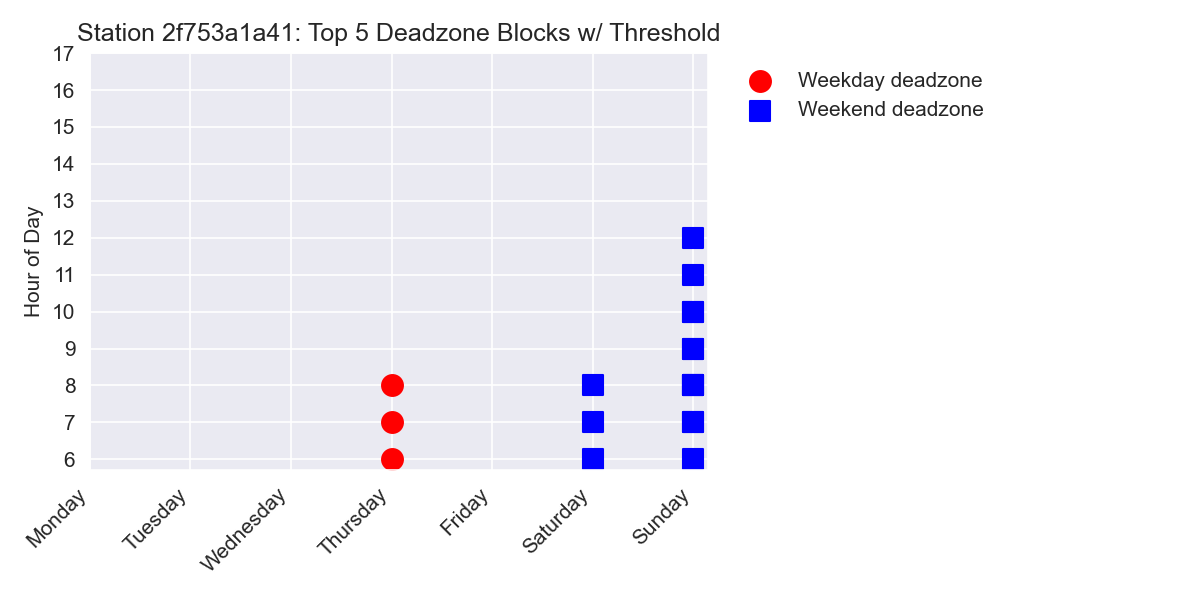 Station 2f753a1a41: Top 5 Deadzone Blocks w/ Threshold
17
16
15
14
13
12
11
10
9
8
7
6
Hour of Day
Monday
Tuesday
Wednesday
Thursday
Friday
Saturday
Sunday
Weekday deadzone
Weekend deadzone